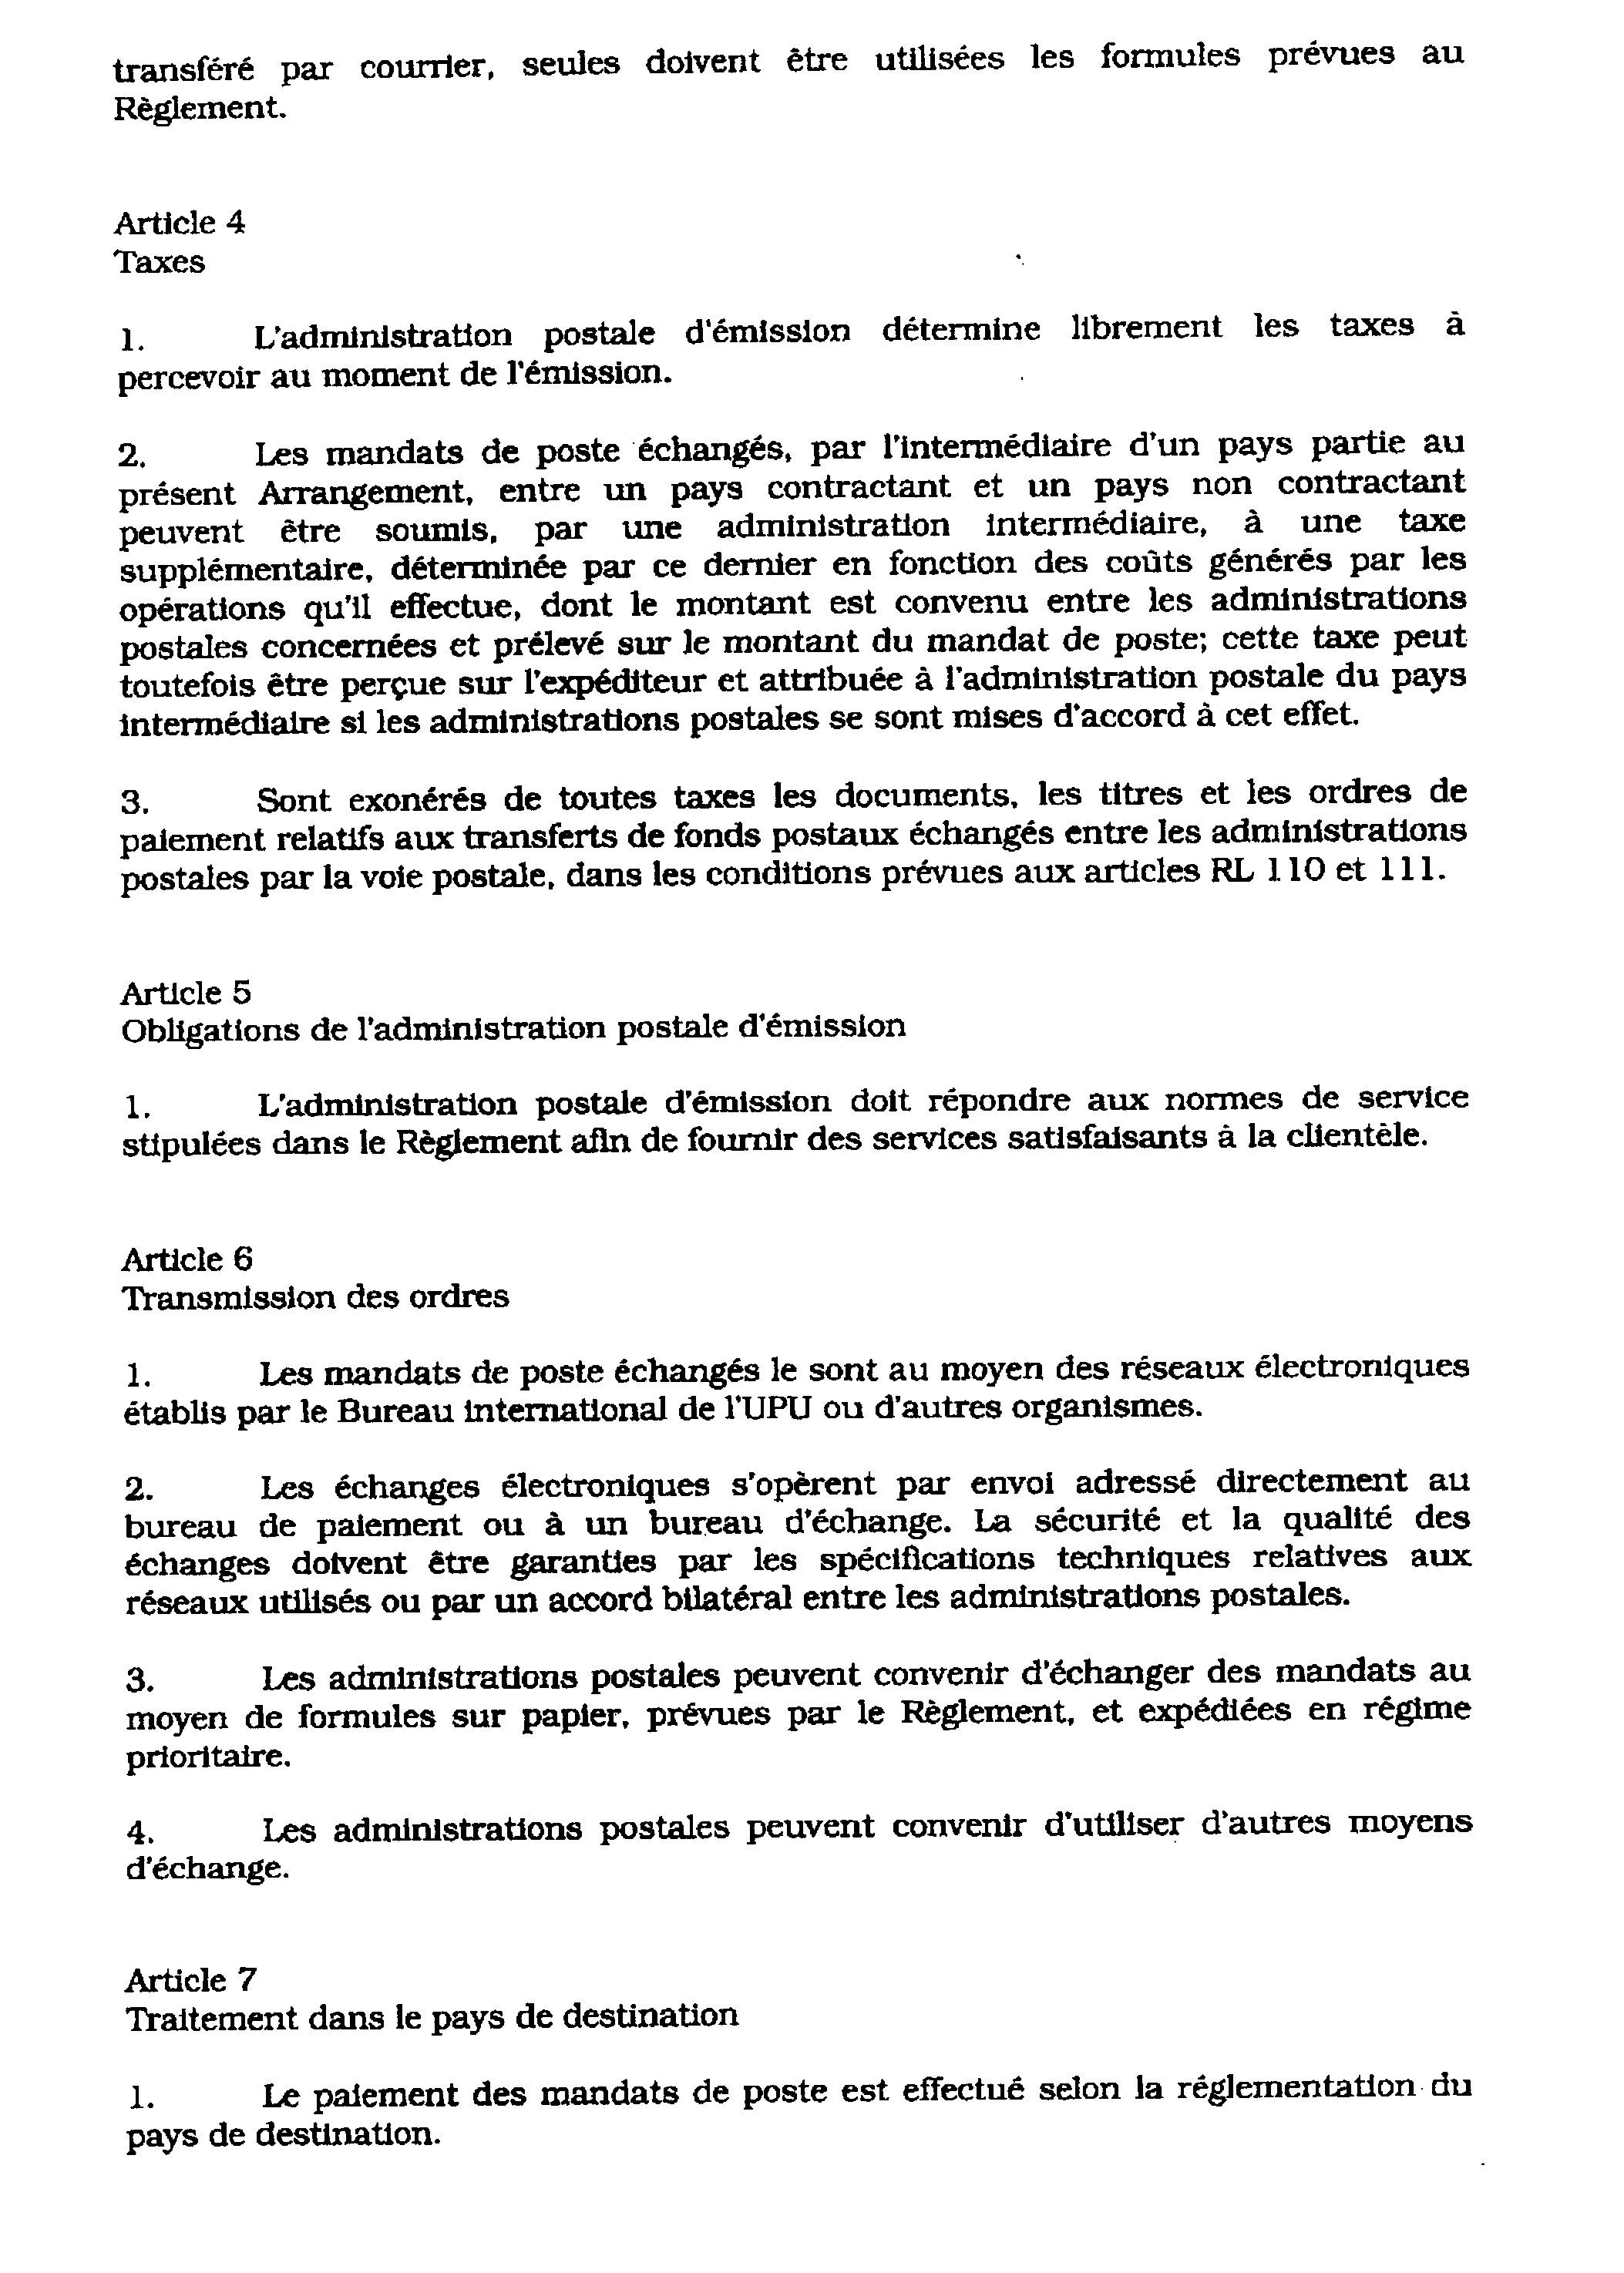 transféré par courrier, seules doivent être utilisées les formules prévues au
Règlement.
Article 4
Taxes
1. L'administration postale d'émission détermine librement les taxes à
percevoir au moment de l'émission.
2. Les mandats de poste échangés, par l'intermédiaire d'un pays partie au
présent Arrangement, entre un pays contractant et un pays non contractant
peuvent être soumis, par une administration intermédiaire, à une taxe
supplémentaire, déterminée par ce dernier en fonction des coûts générés par les
opérations qu'il effectue, dont le montant est convenu entre les administrations
postales concernées et prélevé sur le montant du mandat de poste; cette taxe peut
toutefois être perçue sur l'expéditeur et attribuée à l'administration postale du pays
intermédiaire si les administrations postales se sont mises d'accord à cet effet.
3. Sont exonérés de toutes taxes les documents, les titres et les ordres de
paiement relatifs aux transferts de fonds postaux échangés entre les administrations
postales par la voie postale, dans les conditions prévues aux articles RL 110 et 111.
Article 5
Obligations de l'administration postale d'émission
1. L'administration postale d'émission doit répondre aux normes de service
stipulées dans le Règlement afin de fournir des services satisfaisants à la clientèle.
Article 6
Transmission des ordres
1. Les mandats de poste échangés le sont au moyen des réseaux électroniques
établis par le Bureau international de l'UPU ou d'autres organismes.
2. Les échanges électroniques s'opèrent par envoi adressé directement au
bureau de paiement ou à un bureau d'échange. La sécurité et la qualité des
échanges doivent être garanties par les spécifications techniques relatives aux
réseaux utilisés ou par un accord bilatéral entre les administrations postales.
3. Les administrations postales peuvent convenir d'échanger des mandats au
moyen de formules sur papier, prévues par le Règlement, et expédiées en régime
prioritaire.
4. Les administrations postales peuvent convenir d'utiliser d'autres moyens
d'échange.
Article 7
Traitement dans le pays de destination
1. Le paiement des mandats de poste est effectué selon la réglementation du
pays de destination.